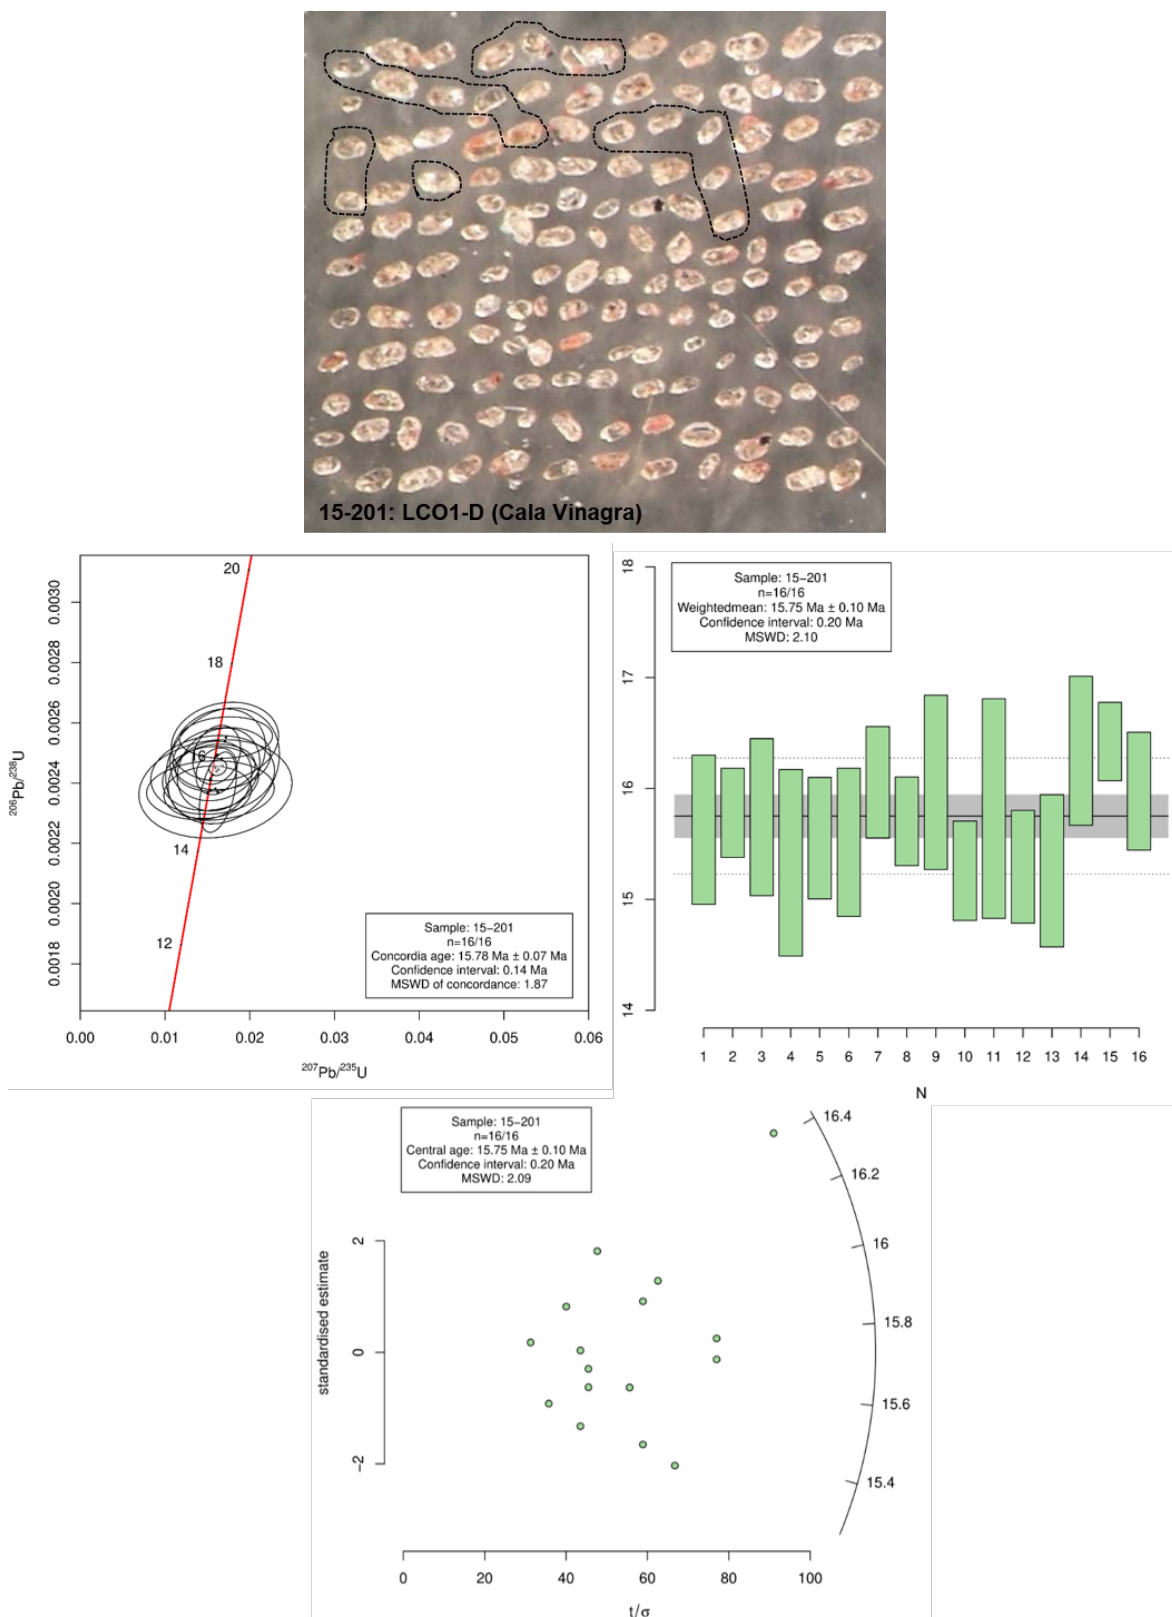 15-201: LCO1-D (Cala Vinagra)
20
18
16
14
12
0.0030
0.0028
0.0026
0.0024
0.0022
0.0020
0.0018
206Pb/238U
Sample: 15−201
n=16/16
Concordia age: 15.78 Ma ± 0.07 Ma
Confidence interval: 0.14 Ma
MSWD of concordance: 1.87
0.00 0.01 0.02 0.03 0.04 0.05 0.06
207Pb/235U
18
17
16
15
14
Sample: 15−201
n=16/16
Weightedmean: 15.75 Ma ± 0.10 Ma
Confidence interval: 0.20 Ma
MSWD: 2.10
1 2 3 4 5 6 7 8 9 10 11 12 13 14 15 16
N
Sample: 15−201
n=16/16
Central age: 15.75 Ma ± 0.10 Ma
Confidence interval: 0.20 Ma
MSWD: 2.09
16.4
16.2
16
15.8
15.6
15.4
standardised estimate
2
0
−2
0 20 40 60 80 100
t/σ